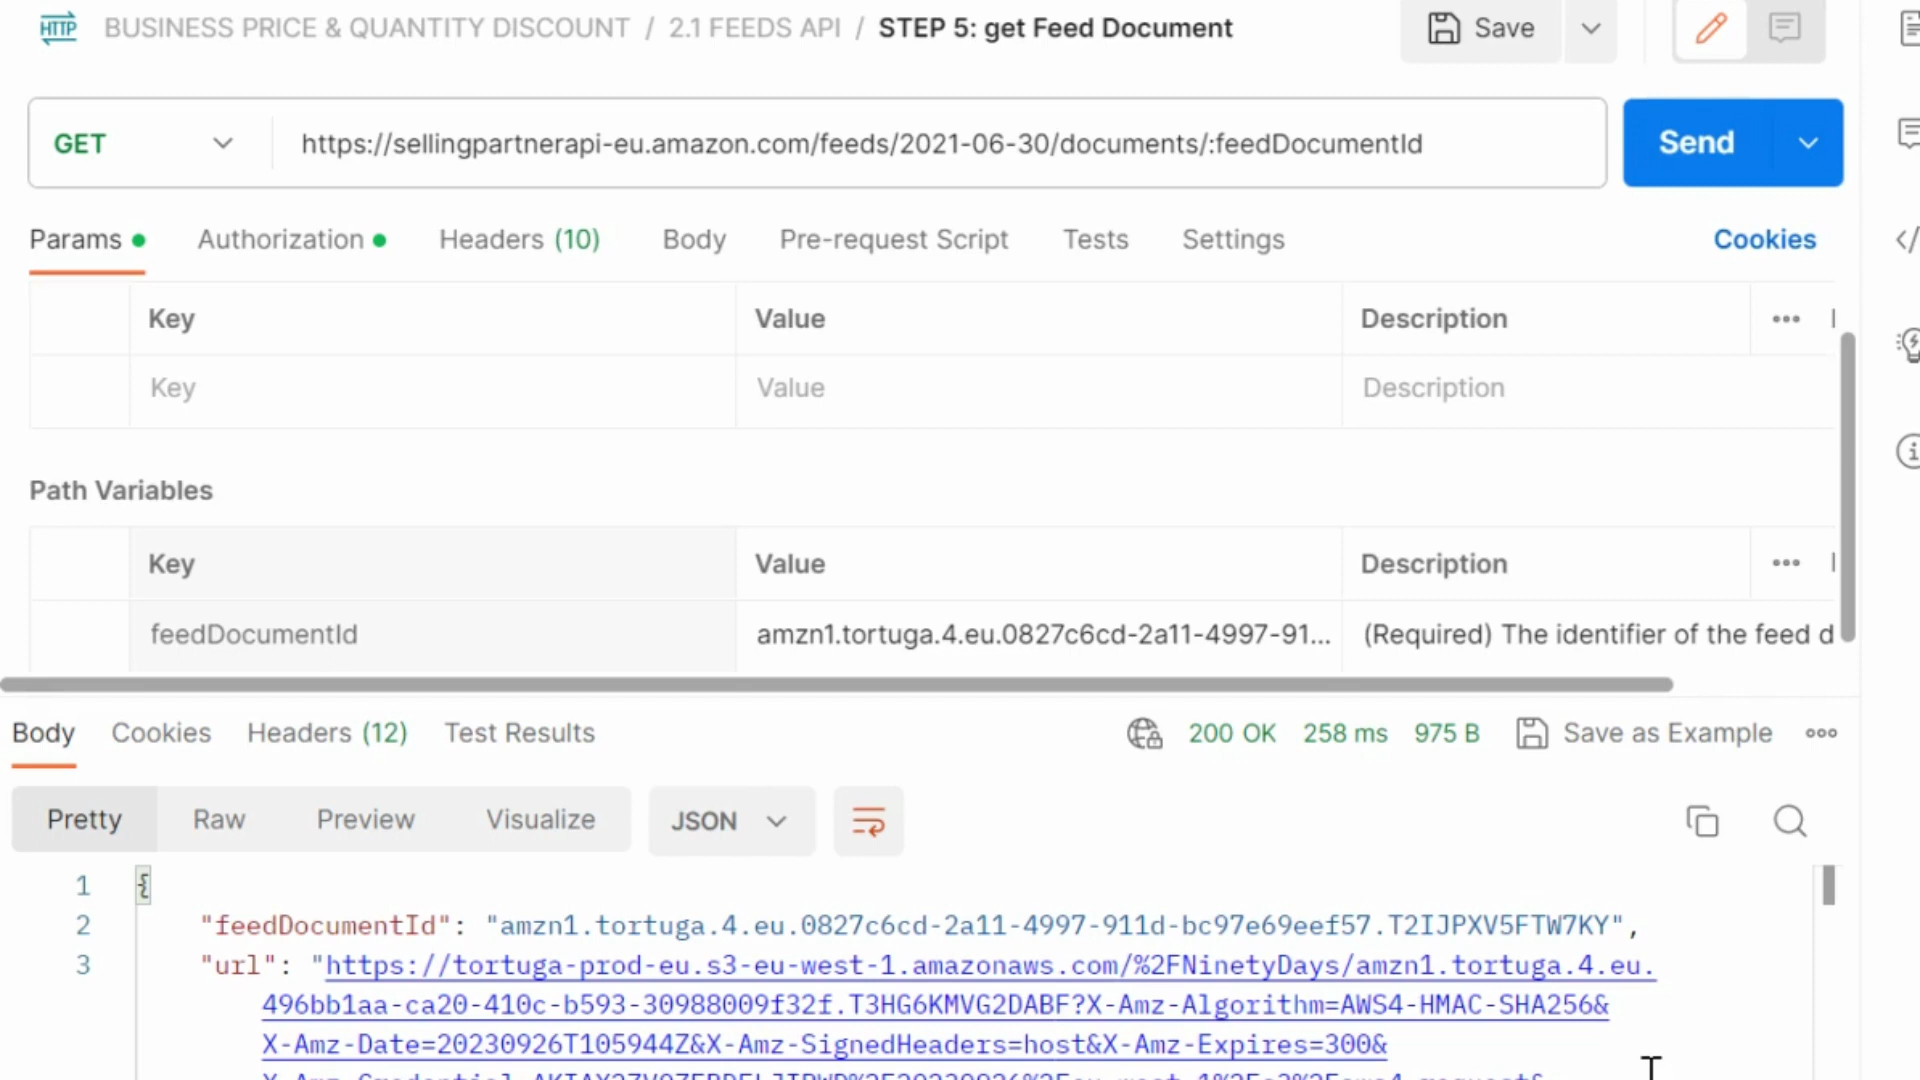 HTTP BUSINESS PRICE & QUANTITY DISCOUNT / 2.1 FEEDS API / STEP 5: get Feed Document Save
GET https://sellingpartnerapi-eu.amazon.com/feeds/2021-06-30/documents/:feedDocumentId Send
Params Authorization Headers (10) Body Pre-request Script Tests Settings Cookies
Key Value Description
Key Value Description
Path Variables
Key Value Description
feedDocumentId amzn1.tortuga.4.eu.0827c6cd-2a11-4997-91... (Required) The identifier of the feed d
Body Cookies Headers (12) Test Results 200 OK 258 ms 975 B Save as Example
Pretty Raw Preview Visualize JSON
1 {
2 "feedDocumentId": "amzn1.tortuga.4.eu.0827c6cd-2a11-4997-911d-bc97e69eef57.T2IJPXV5FTW7KY",
3 "url": "https://tortuga-prod-eu.s3-eu-west-1.amazonaws.com/%2FNinetyDays/amzn1.tortuga.4.eu.
496bb1aa-ca20-410c-b593-30988009f32f.T3HG6KMVG2DABF?X-Amz-Algorithm=AWS4-HMAC-SHA256&
X-Amz-Date=20230926T105944Z&X-Amz-SignedHeaders=host&X-Amz-Expires=300&